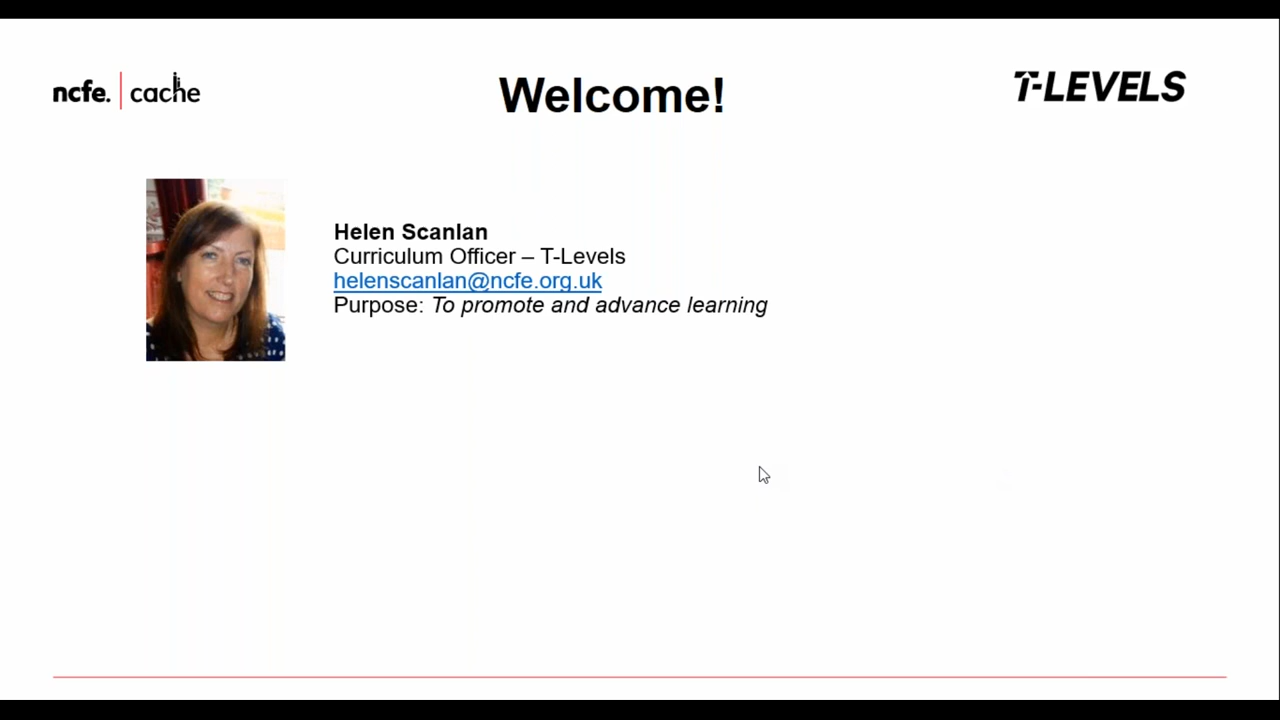 ncfe. cache
Welcome!
T-LEVELS
Helen Scanlan
Curriculum Officer – T-Levels
helenscanlan@ncfe.org.uk
Purpose: To promote and advance learning